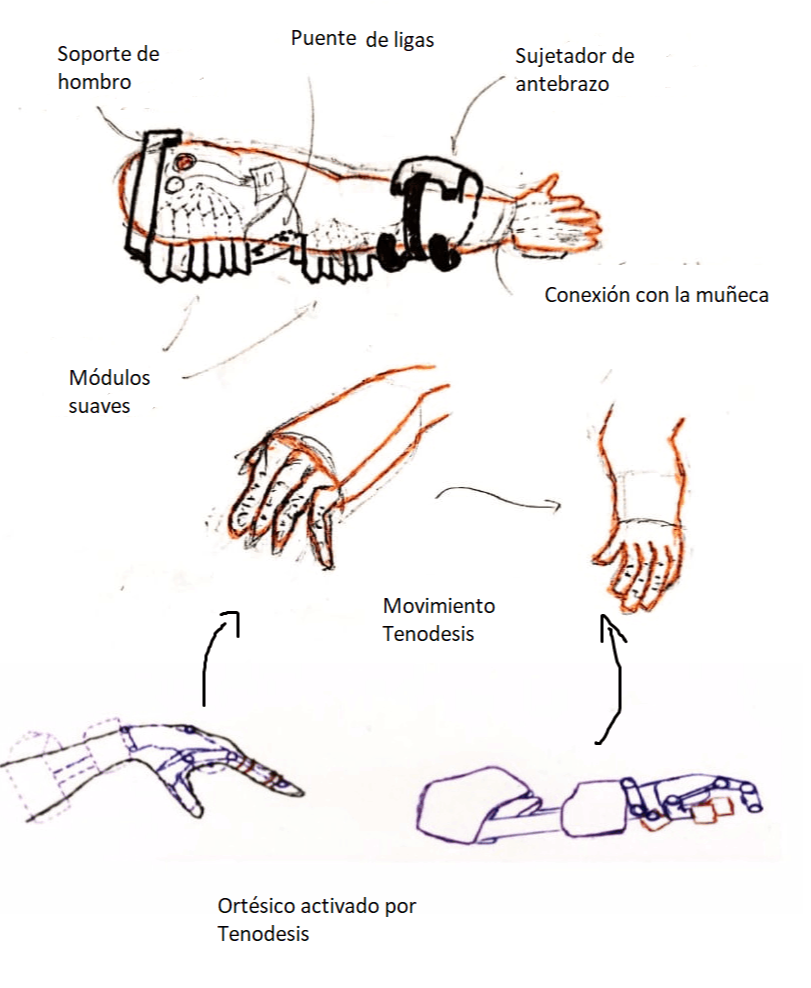 Soporte de
hombro
Puente de ligas
Sujetador de
antebrazo
Conexión con la muñeca
Módulos
suaves
Movimiento
Tenodesis
Ortésico activado por
Tenodesis